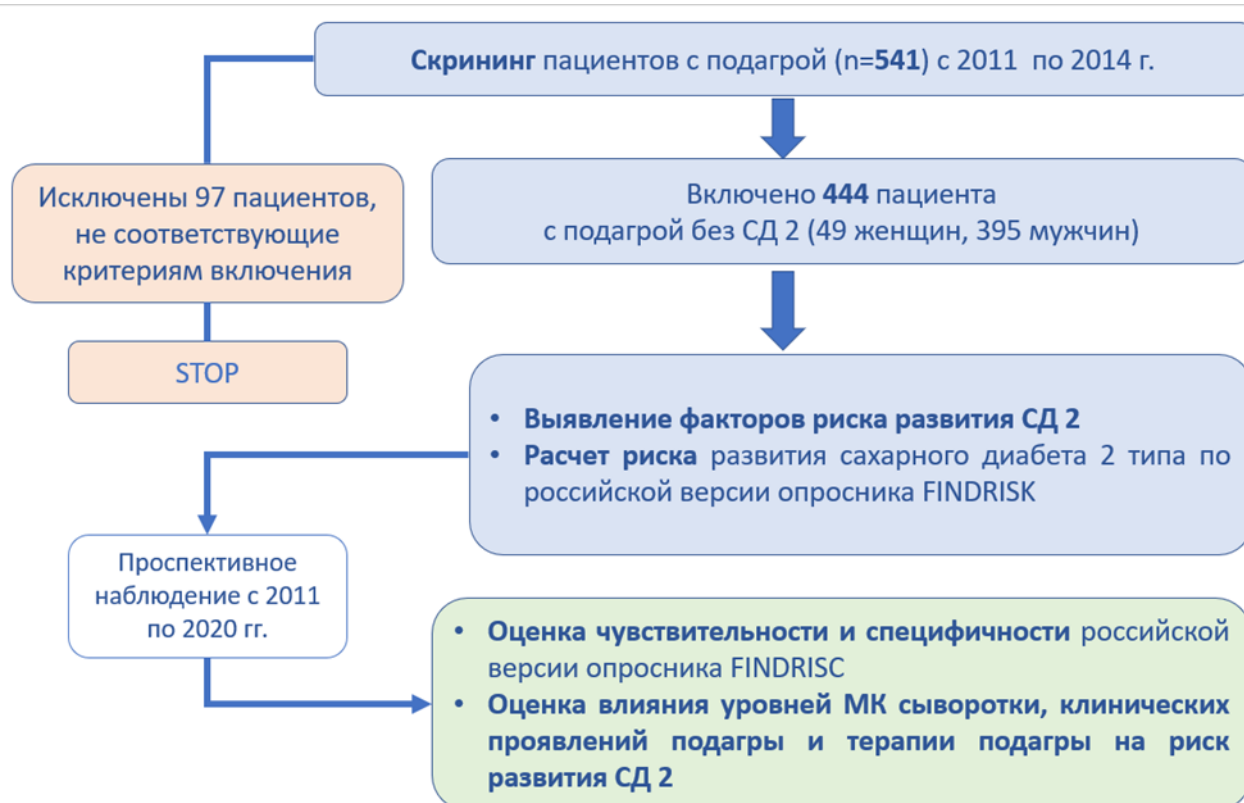 Скрининг пациентов с подагрой (n=541) с 2011 по 2014 г.
Исключены 97 пациентов,
не соответствующие
критериям включения
STOP
Включено 444 пациента
с подагрой без СД 2 (49 женщин, 395 мужчин)
• Выявление факторов риска развития СД 2
• Расчет риска развития сахарного диабета 2 типа по
российской версии опросника FINDRISK
Проспективное
наблюдение с 2011
по 2020 гг.
• Оценка чувствительности и специфичности российской
версии опросника FINDRISC
• Оценка влияния уровней МК сыворотки, клинических
проявлений подагры и терапии подагры на риск
развития СД 2